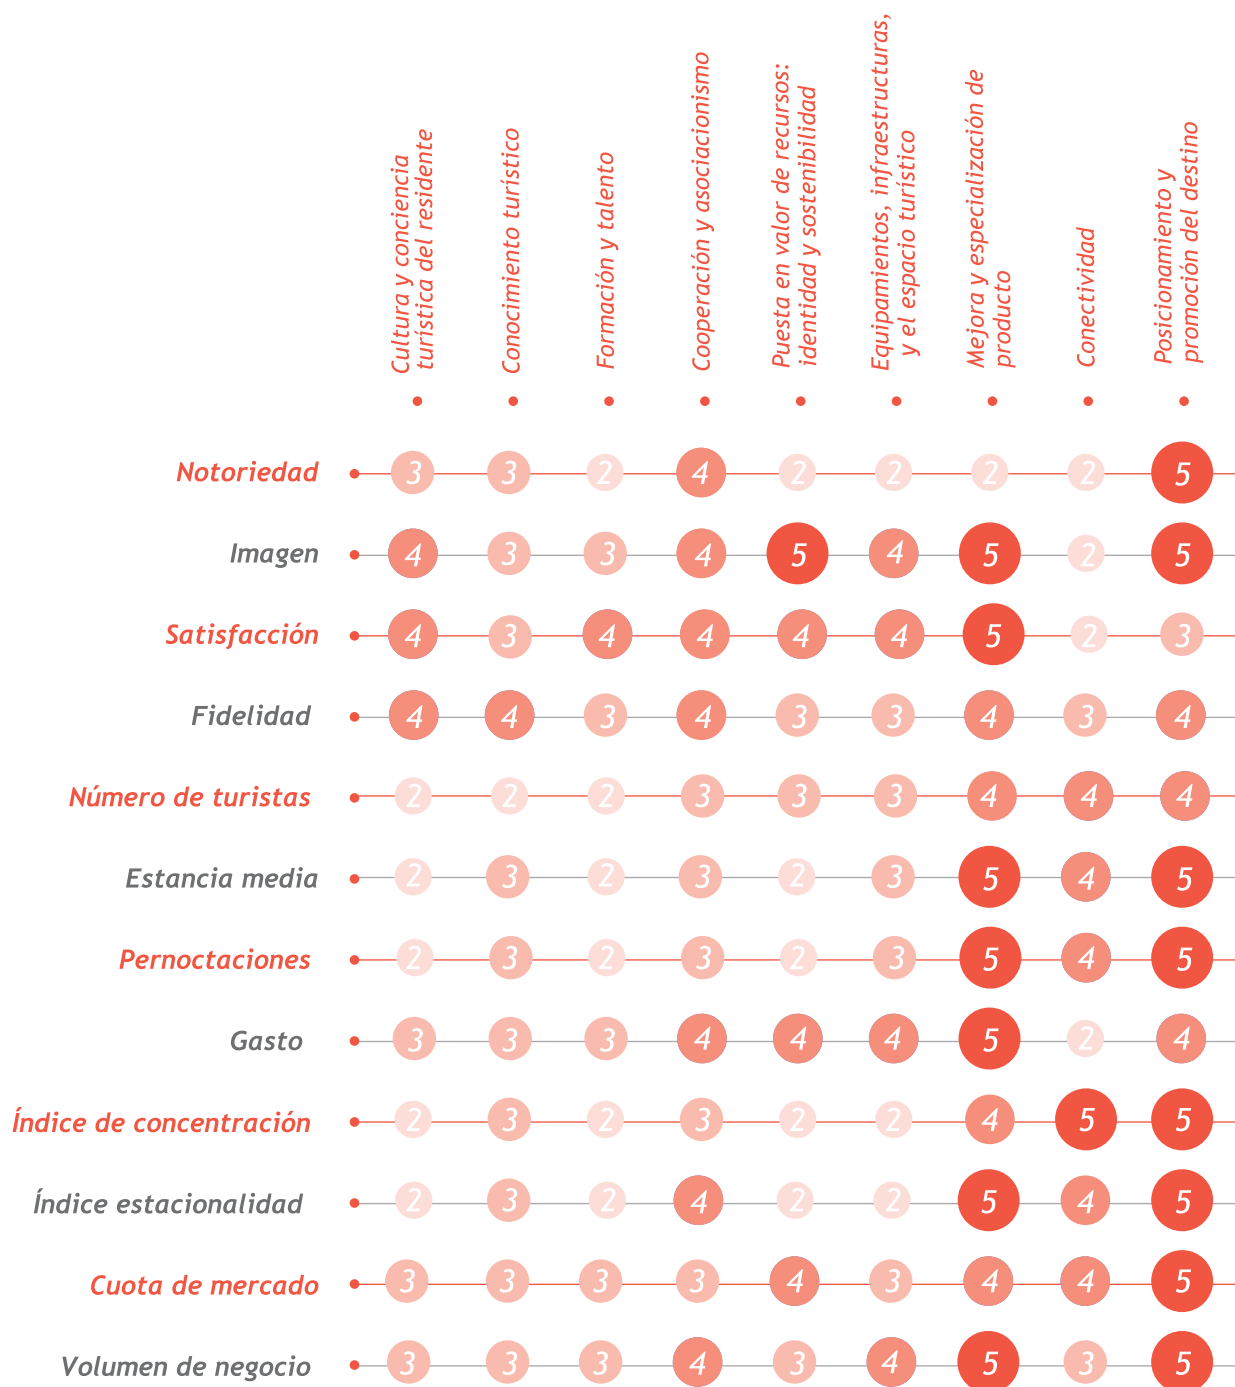 Cultura y conciencia
turística del residente
Conocimiento turístico
Formación y talento
Cooperación y asociacionismo
Puesta en valor de recursos:
identidad y sostenibilidad
Equipamientos, infraestructuras,
y el espacio turístico
Mejora y especialización de
producto
Conectividad
Posicionamiento y
promoción del destino
Notoriedad 3 3 2 4 2 2 2 2 5
Imagen 4 3 3 4 5 4 5 2 5
Satisfacción 4 3 4 4 4 4 5 2 3
Fidelidad 4 4 3 4 3 3 4 3 4
Número de turistas 2 2 2 3 3 3 4 4 4
Estancia media 2 3 2 3 2 3 5 4 5
Pernoctaciones 2 3 2 3 2 3 5 4 5
Gasto 3 3 3 4 4 4 5 2 4
Índice de concentración 2 3 2 3 2 2 4 5 5
Índice estacionalidad 2 3 2 4 2 2 5 4 5
Cuota de mercado 3 3 3 3 4 3 4 4 5
Volumen de negocio 3 3 3 4 3 4 5 3 5